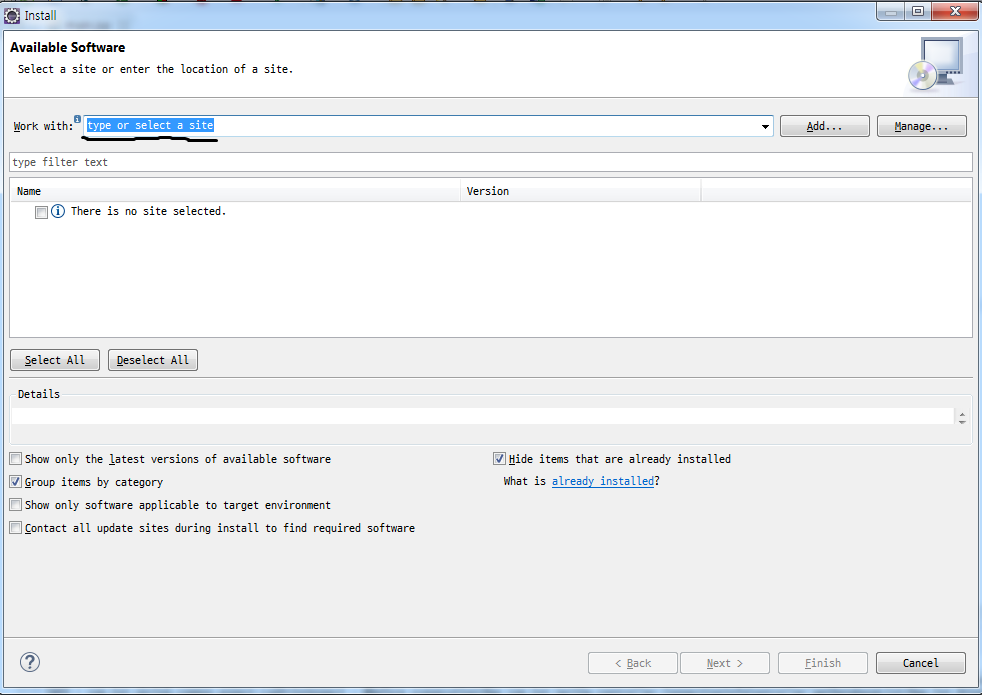 Install
Available Software
Select a site or enter the location of a site.
Work with: type or select a site Add... Manage...
type filter text
Name Version
There is no site selected.
Select All Deselect All
Details
Show only the latest versions of available software Hide items that are already installed
Group items by category What is already installed?
Show only software applicable to target environment
Contact all update sites during install to find required software
? < Back Next > Finish Cancel